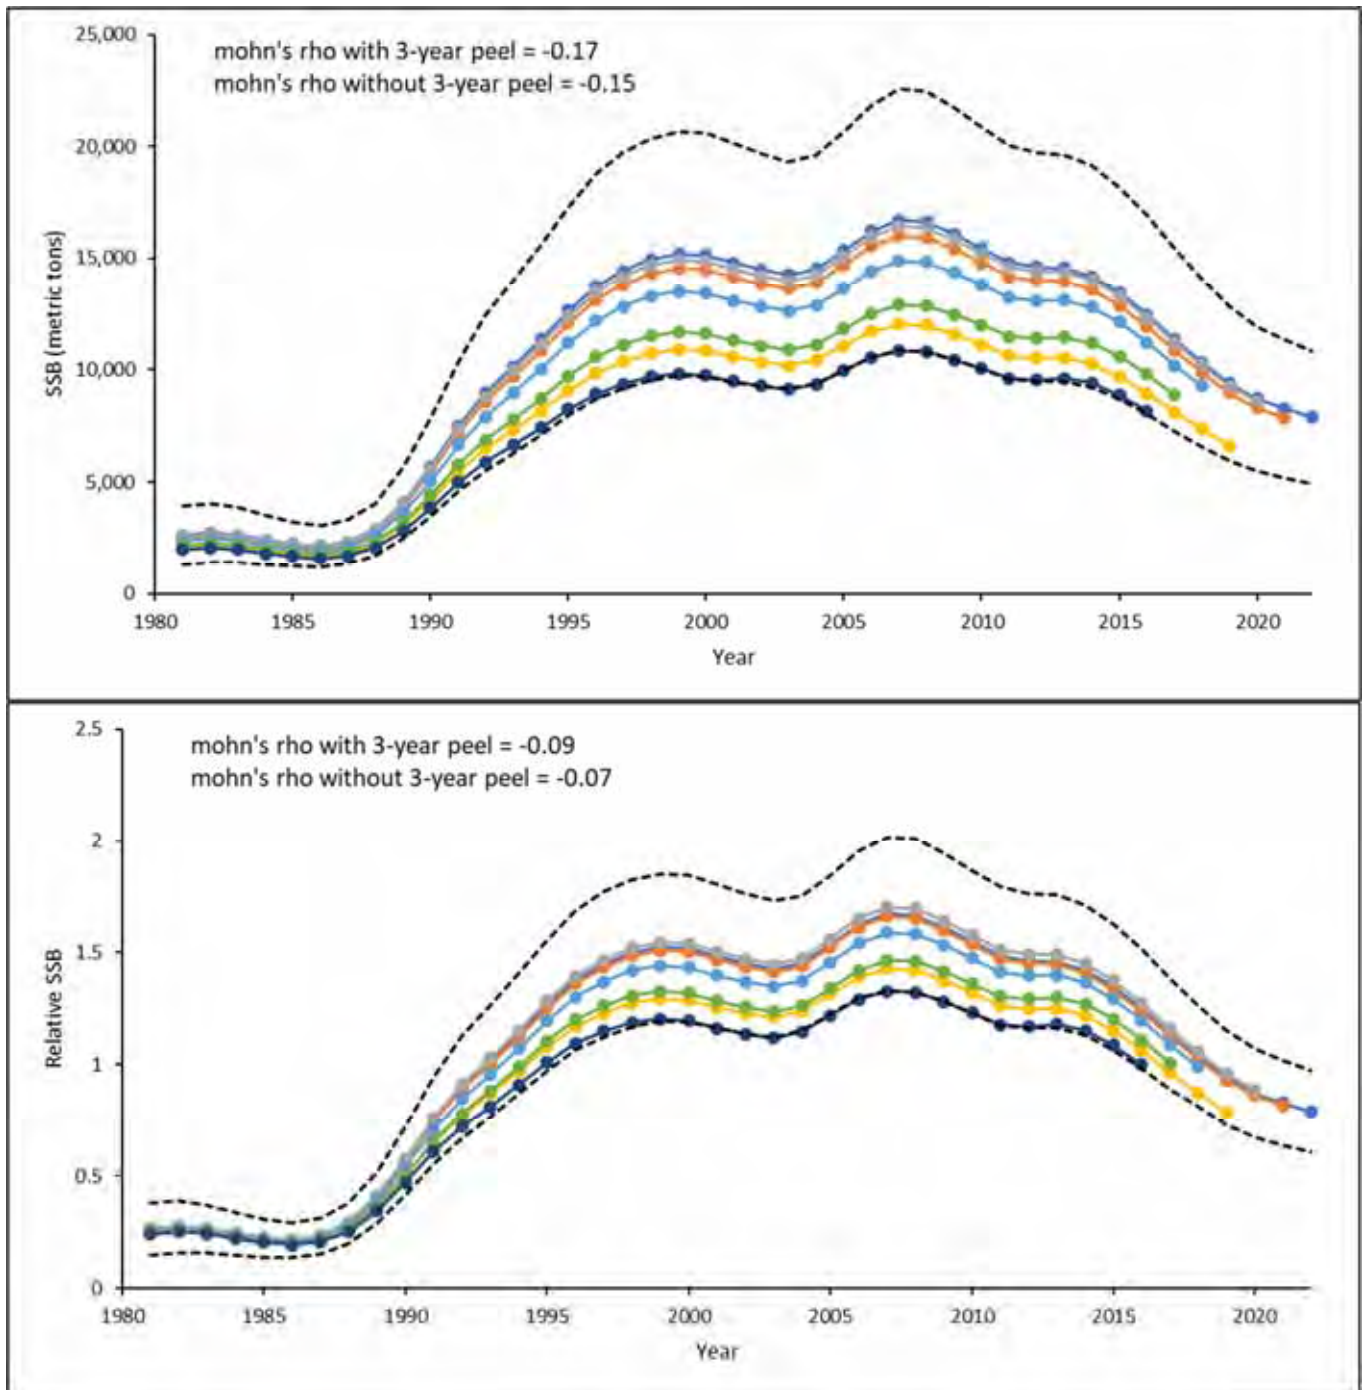 mohn's rho with 3-year peel = -0.17
mohn's rho without 3-year peel = -0.15
SSB (metric tons)
25,000
20,000
15,000
10,000
5,000
0
1980 1985 1990 1995 2000 2005 2010 2015 2020
Year
mohn's rho with 3-year peel = -0.09
mohn's rho without 3-year peel = -0.07
Relative SSB
2.5
2
1.5
1
0.5
0
1980 1985 1990 1995 2000 2005 2010 2015 2020
Year